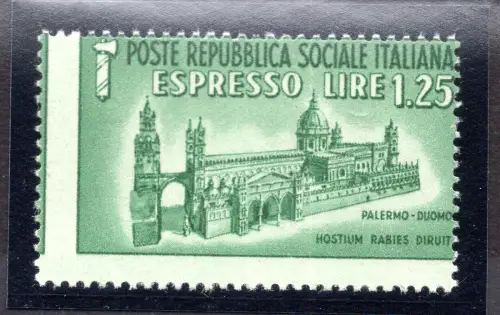 POSTE REPUBBLICA SOCIALE ITALIANA
ESPRESSO LIRE 1.25
PALERMO-DUOMO
HOSTIUM RABIES DIRUIT